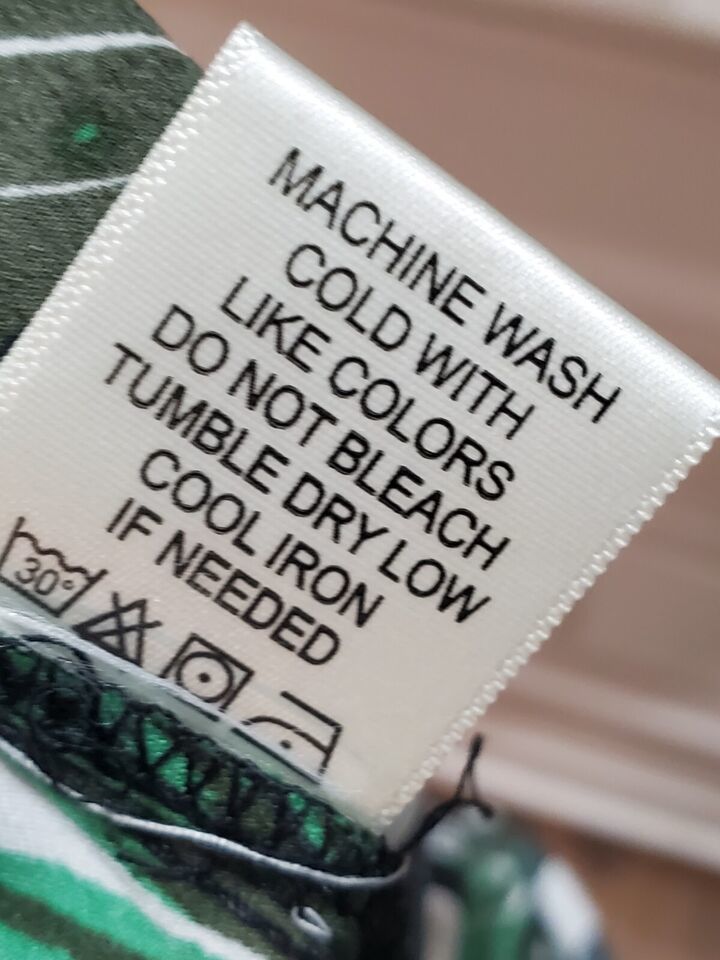 MACHINE WASH
COLD WITH
LIKE COLORS
DO NOT BLEACH
TUMBLE DRY LOW
COOL IRON
IF NEEDED
30°